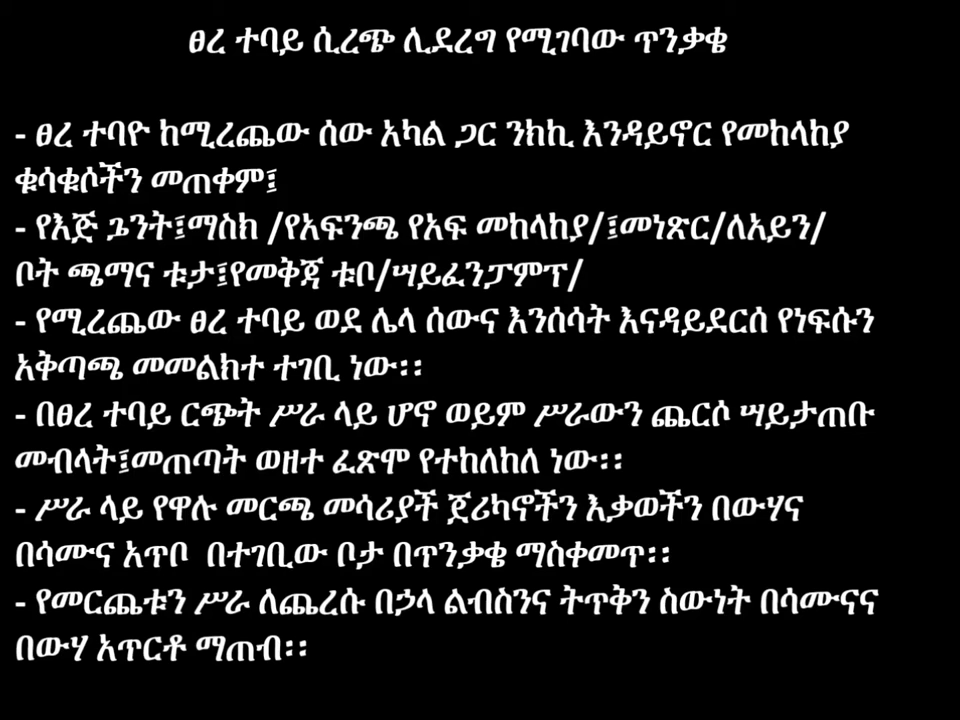 ፀረ ተባይ ሲረጭ ሊደረግ የሚገባው ጥንቃቄ
- ፀረ ተባዮ ከሚረጨው ሰው አካል ጋር ንክኪ እንዳይኖር የመከላከያ
ቁሳቁሶችን መጠቀም፤
- የእጅ ጓንት፤ማስክ /የአፍንጫ የአፍ መከላከያ/፤መነጽር/ለአይን/
ቦት ጫማና ቱታ፤የመቅጃ ቱቦ/ሣይፈንፓምፕ/
- የሚረጨው ፀረ ተባይ ወደ ሌላ ሰውና እንሰሳት እናዳይደርሰ የነፍሱን
አቅጣጫ መመልክተ ተገቢ ነው፡፡
- በፀረ ተባይ ርጭት ሥራ ላይ ሆኖ ወይም ሥራውን ጨርሶ ሣይታጠቡ
መብላት፤መጠጣት ወዘተ ፈጽሞ የተከለከለ ነው፡፡
- ሥራ ላይ የዋሉ መርጫ መሳሪያች ጀሪካኖችን እቃወችን በውሃና
በሳሙና አጥቦ በተገቢው ቦታ በጥንቃቄ ማስቀመጥ፡፡
- የመርጨቱን ሥራ ለጨረሱ በኃላ ልብስንና ትጥቅን ስውነት በሳሙናና
በውሃ አጥርቶ ማጠብ፡፡